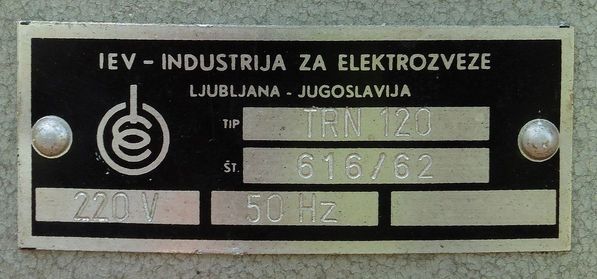 IEV - INDUSTRIJA ZA ELEKTROZVEZE
LJUBLJANA - JUGOSLAVIJA
TIP TRN 120
ŠT. 616/62
220 V 50 Hz